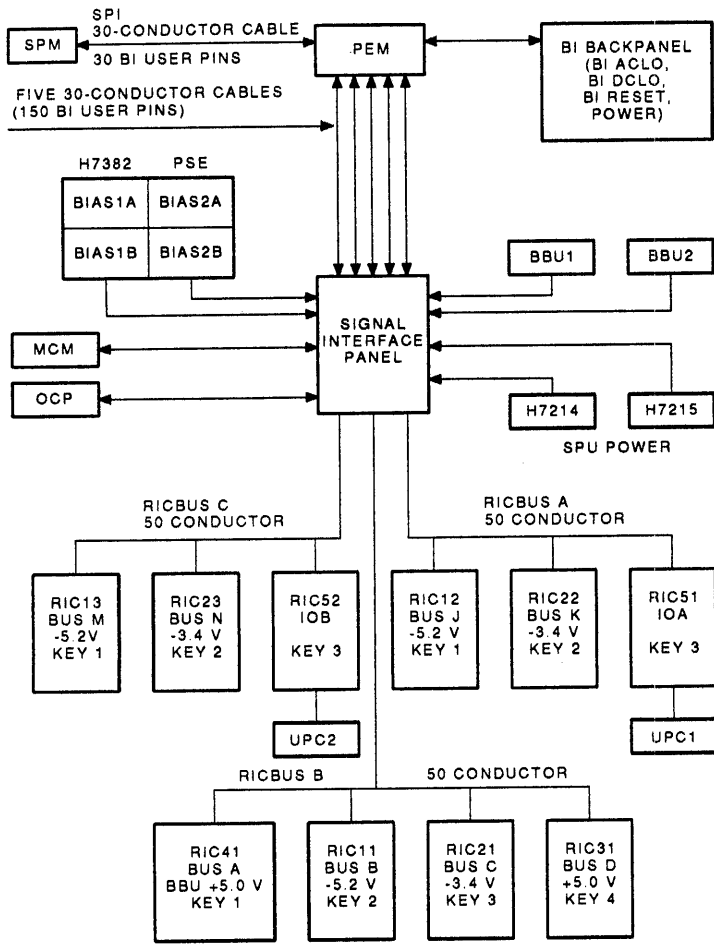 SPI
30-CONDUCTOR CABLE
SPM
30 BI USER PINS
PEM
BI BACKPANEL
(BI ACLO,
BI DCLO,
BI RESET,
POWER)
FIVE 30-CONDUCTOR CABLES
(150 BI USER PINS)
H7382 PSE
BIAS1A BIAS2A
BIAS1B BIAS2B
BBU1 BBU2
SIGNAL
INTERFACE
PANEL
MCM
OCP
H7214 H7215
SPU POWER
RICBUS C
50 CONDUCTOR
RICBUS A
50 CONDUCTOR
RIC13
BUS M
-5.2V
KEY 1
RIC23
BUS N
-3.4 V
KEY 2
RIC52
IOB
KEY 3
RIC12
BUS J
-5.2 V
KEY 1
RIC22
BUS K
-3.4 V
KEY 2
RIC51
IOA
KEY 3
UPC2
UPC1
RICBUS B 50 CONDUCTOR
RIC41
BUS A
BBU +5.0 V
KEY 1
RIC11
BUS B
-5.2 V
KEY 2
RIC21
BUS C
-3.4 V
KEY 3
RIC31
BUS D
+5.0 V
KEY 4